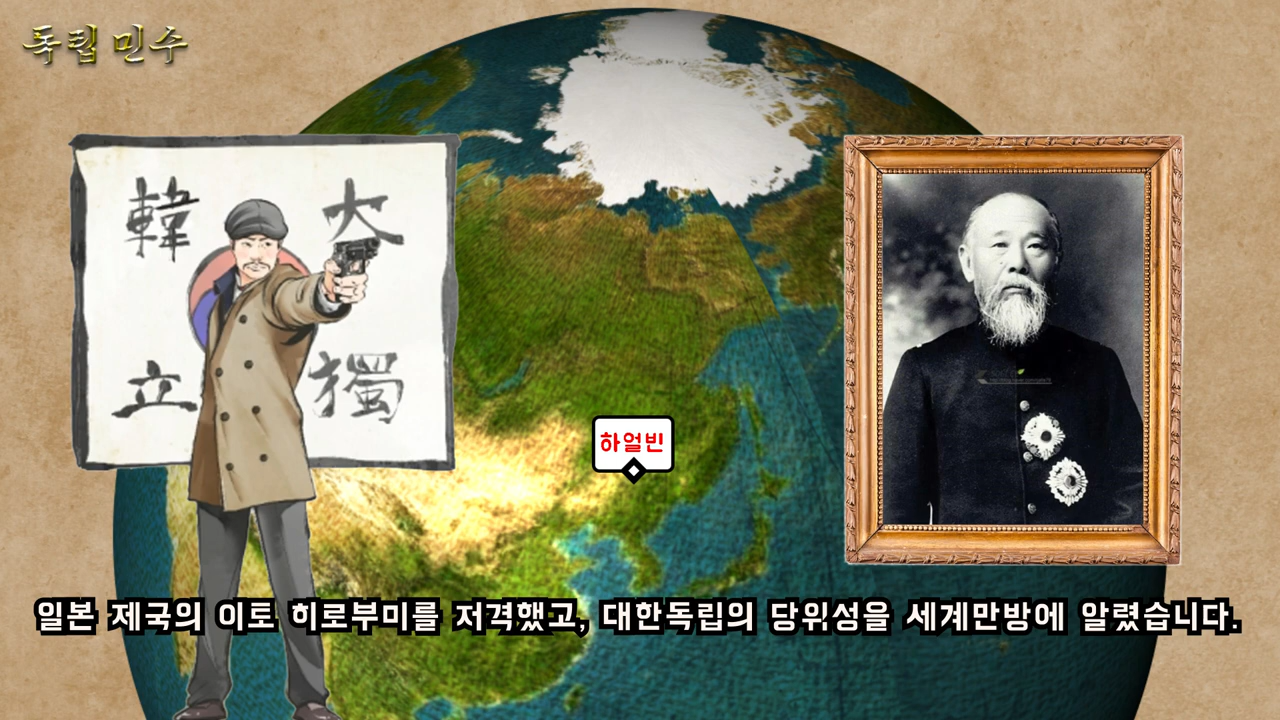 독립 민수
韓 大
立 獨
하얼빈
일본 제국의 이토 히로부미를 저격했고, 대한독립의 당위성을 세계만방에 알렸습니다.